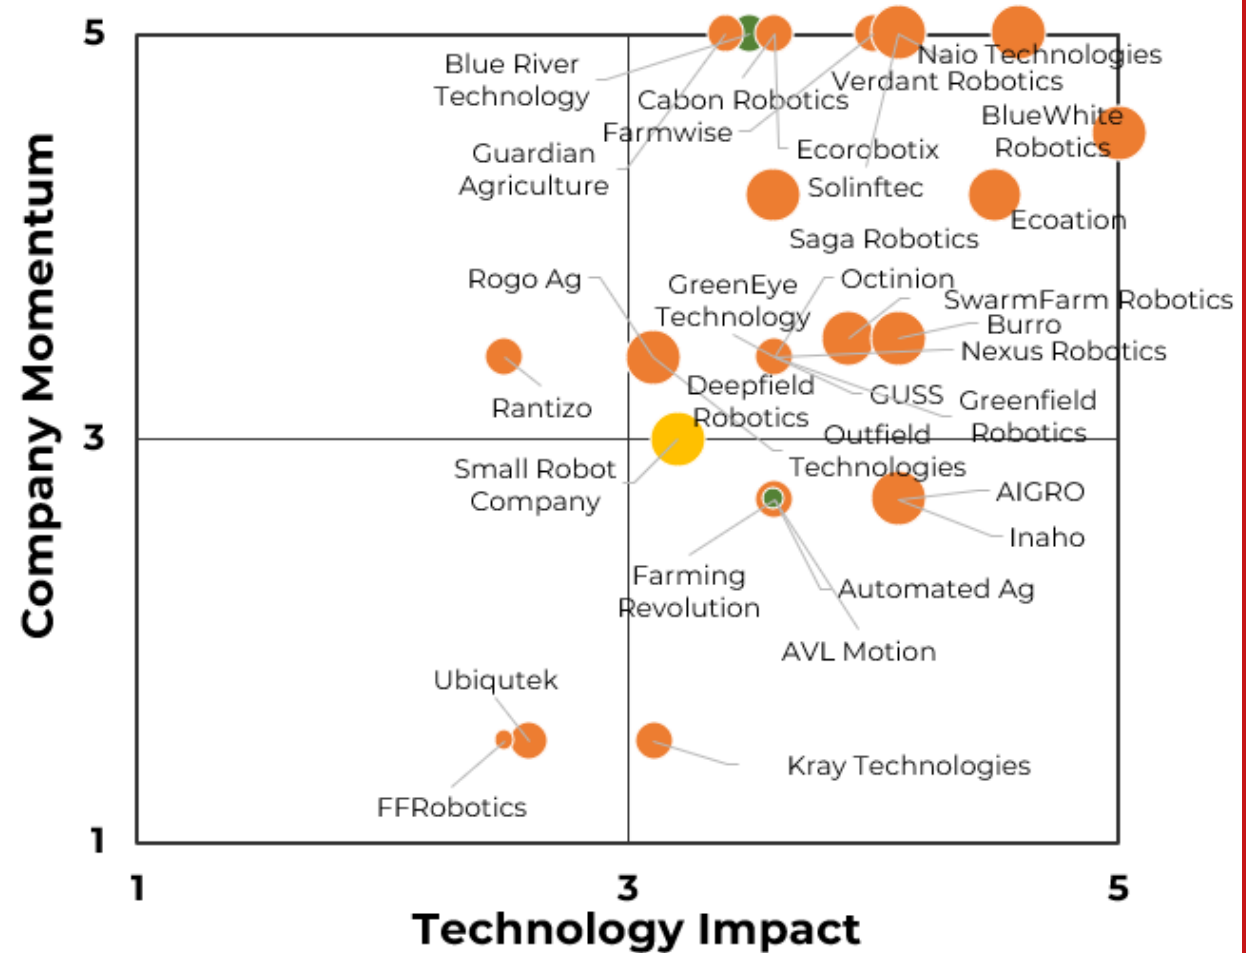 5
Blue River
Technology
Naio Technologies
Verdant Robotics
Cabon Robotics
BlueWhite
Robotics
Farmwise
Ecorobotix
Guardian
Agriculture
Solinftec
Ecoation
Saga Robotics
Rogo Ag
GreenEye
Technology
Octinion
SwarmFarm Robotics
Burro
Nexus Robotics
Rantizo
Deepfield
Robotics
GUSS
Greenfield
Robotics
3
Outfield
Technologies
Small Robot
Company
AIGRO
Inaho
Farming
Revolution
Automated Ag
AVL Motion
Ubiqutek
Kray Technologies
FFRobotics
1
Company Momentum
1 3 5
Technology Impact